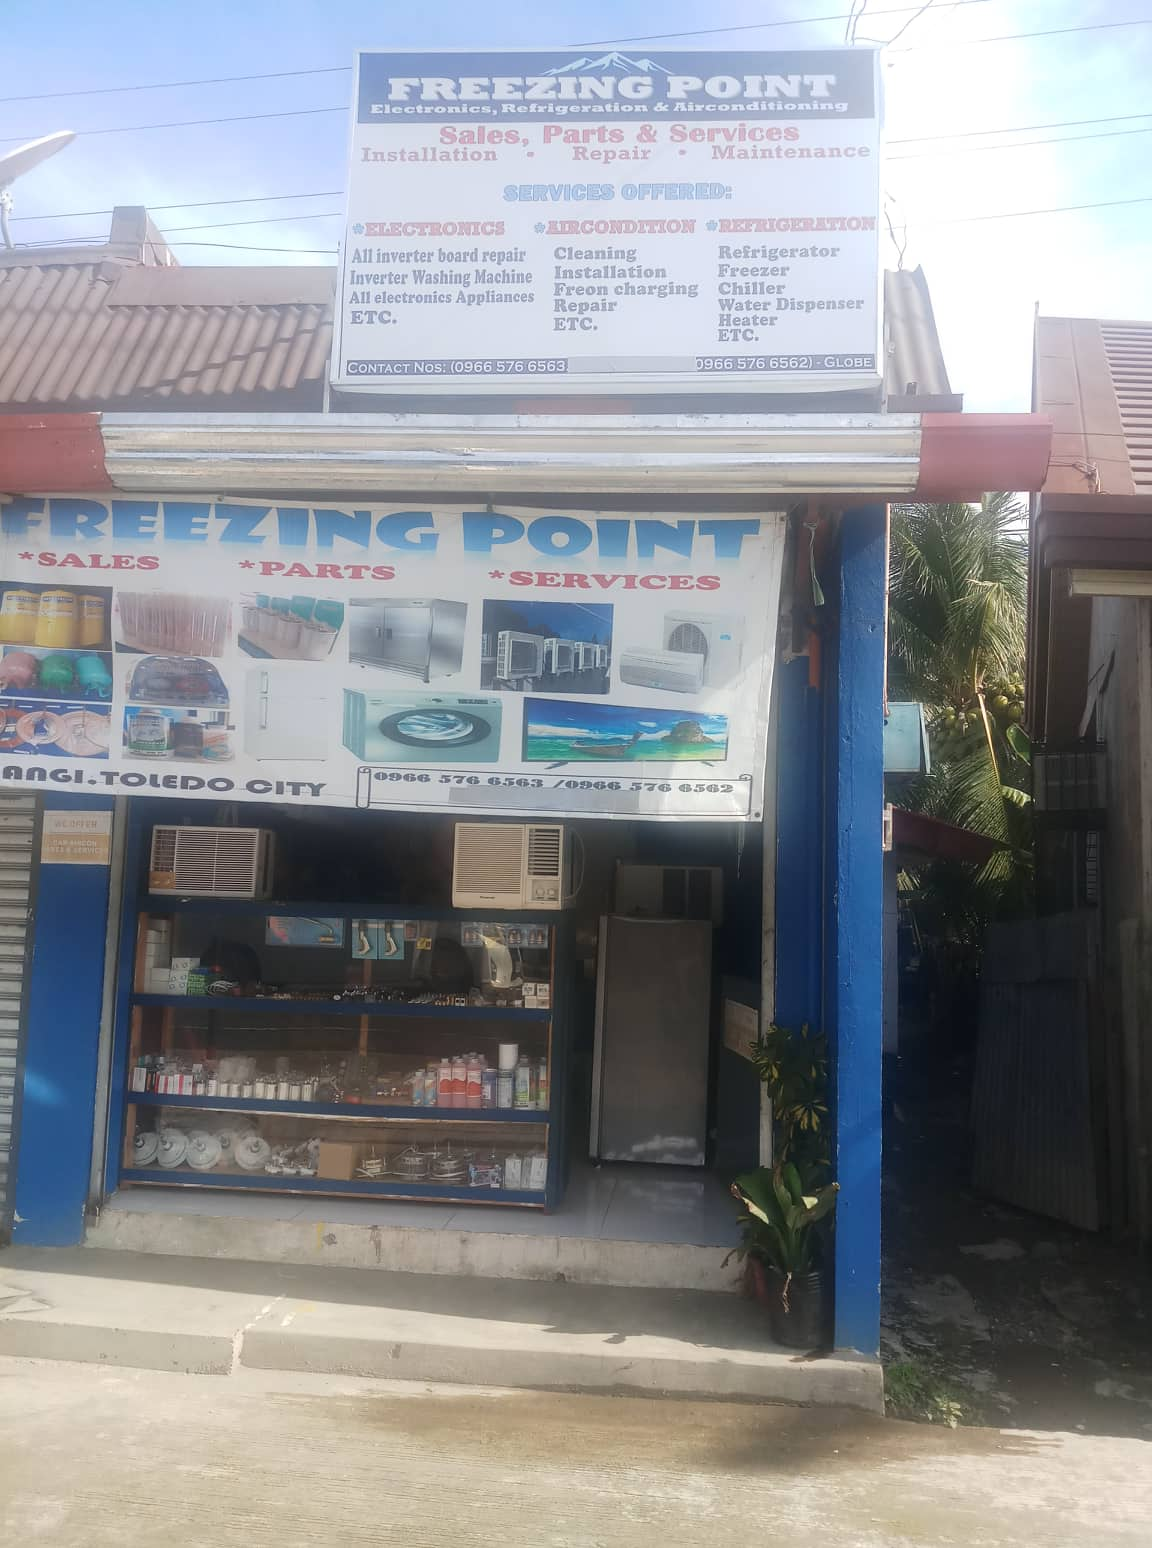 FREEZING POINT
Electronics, Refrigeration & Airconditioning
Sales, Parts & Services
Installation • Repair • Maintenance
SERVICES OFFERED:
*ELECTRONICS
All inverter board repair
Inverter Washing Machine
All electronics Appliances
ETC.
*AIRCONDITION
Cleaning
Installation
Freon charging
Repair
ETC.
*REFRIGERATION
Refrigerator
Freezer
Chiller
Water Dispenser
Heater
ETC.
CONTACT NOS: (0966 576 6563 0966 576 6562) - GLOBE
FREEZING POINT
*SALES *PARTS *SERVICES
ANGI. TOLEDO CITY
0966 576 6563 /0966 576 6562
WE OFFER
CAR AIRCON
Panasonic